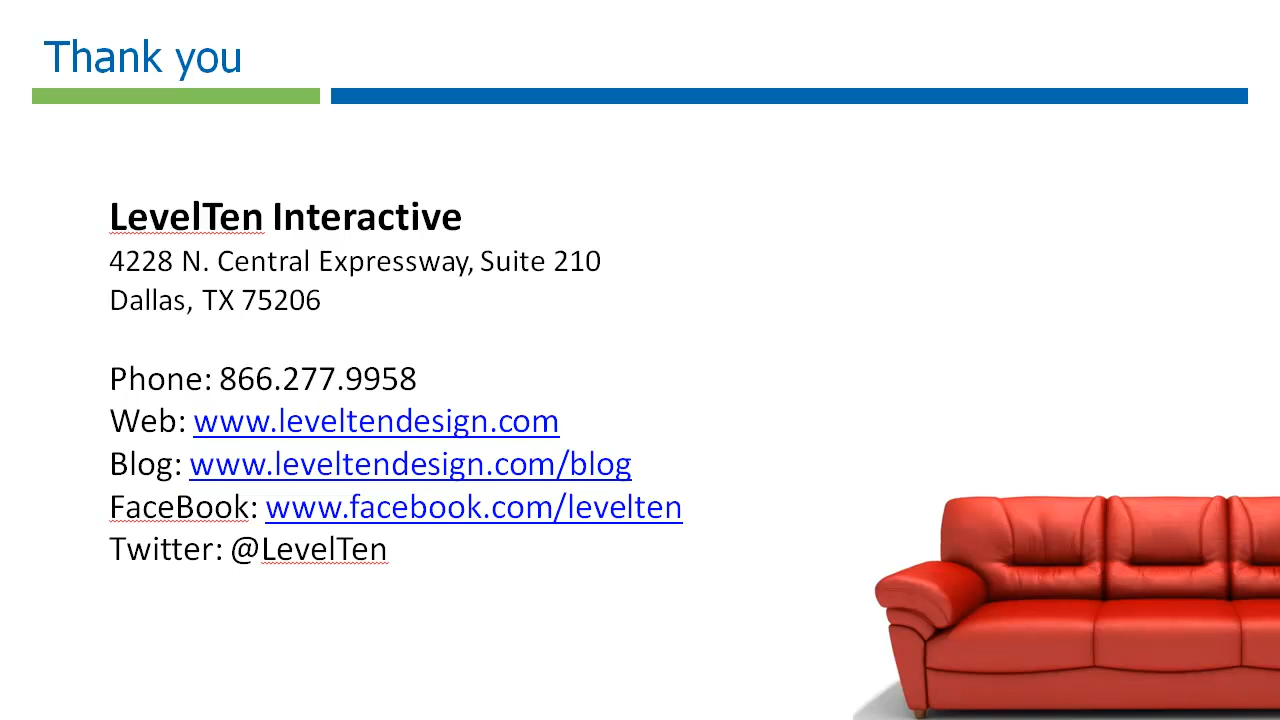 Thank you
LevelTen Interactive
4228 N. Central Expressway, Suite 210
Dallas, TX 75206
Phone: 866.277.9958
Web: www.leveltendesign.com
Blog: www.leveltendesign.com/blog
FaceBook: www.facebook.com/levelten
Twitter: @LevelTen